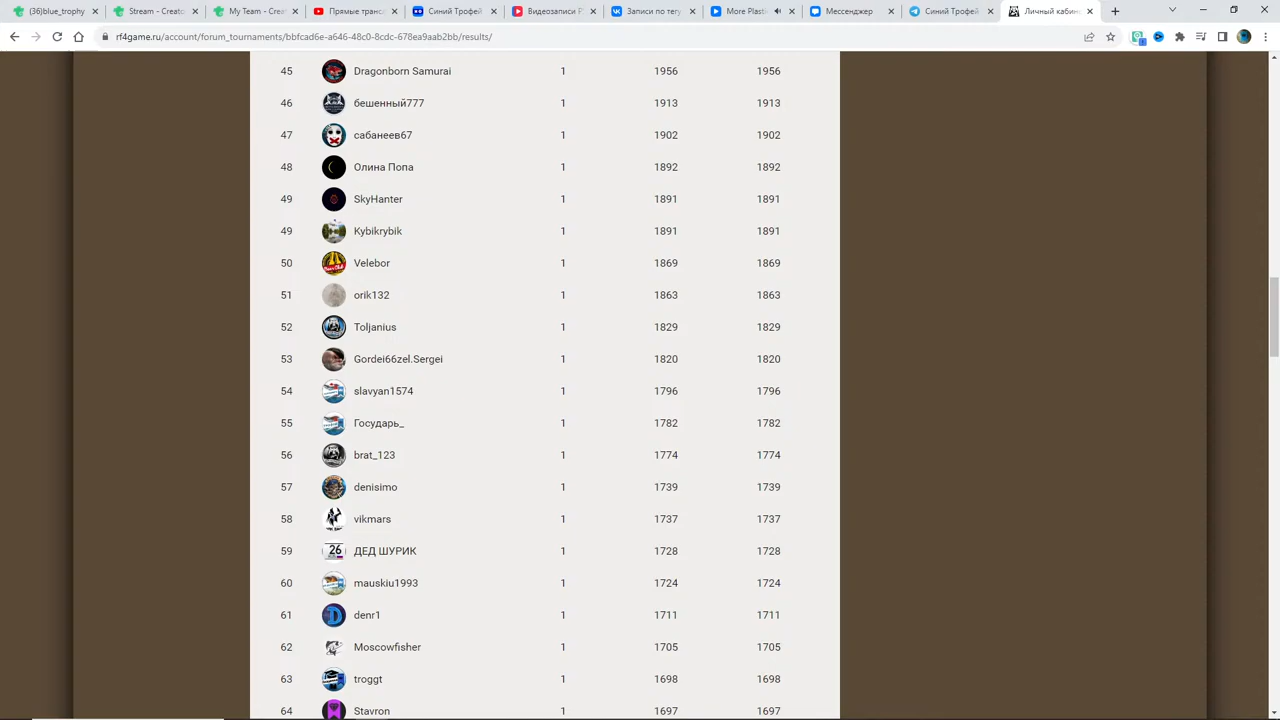 (36)blue_trophy
Stream - Creato
My Team - Creat
Прямые транс
Синий Трофей
Видеозаписи Р
Записи по тегу
More Plastic
Мессенджер
Синий Трофей
Личный кабин
rf4game.ru/account/forum_tournaments/bbfcad6e-a646-48c0-8cdc-678ea9aab2bb/results/
45 Dragonborn Samurai 1 1956 1956
46 бешенный777 1 1913 1913
47 сабанеев67 1 1902 1902
48 Олина Попа 1 1892 1892
49 SkyHanter 1 1891 1891
49 Kybikrybik 1 1891 1891
50 Velebor 1 1869 1869
51 orik132 1 1863 1863
52 Toljanius 1 1829 1829
53 Gordei66zel.Sergei 1 1820 1820
54 slavyan1574 1 1796 1796
55 Государь_ 1 1782 1782
56 brat_123 1 1774 1774
57 denisimo 1 1739 1739
58 vikmars 1 1737 1737
59 26 ДЕД ШУРИК 1 1728 1728
60 mauskiu1993 1 1724 1724
61 denr1 1 1711 1711
62 Moscowfisher 1 1705 1705
63 troggt 1 1698 1698
64 Stavron 1 1697 1697